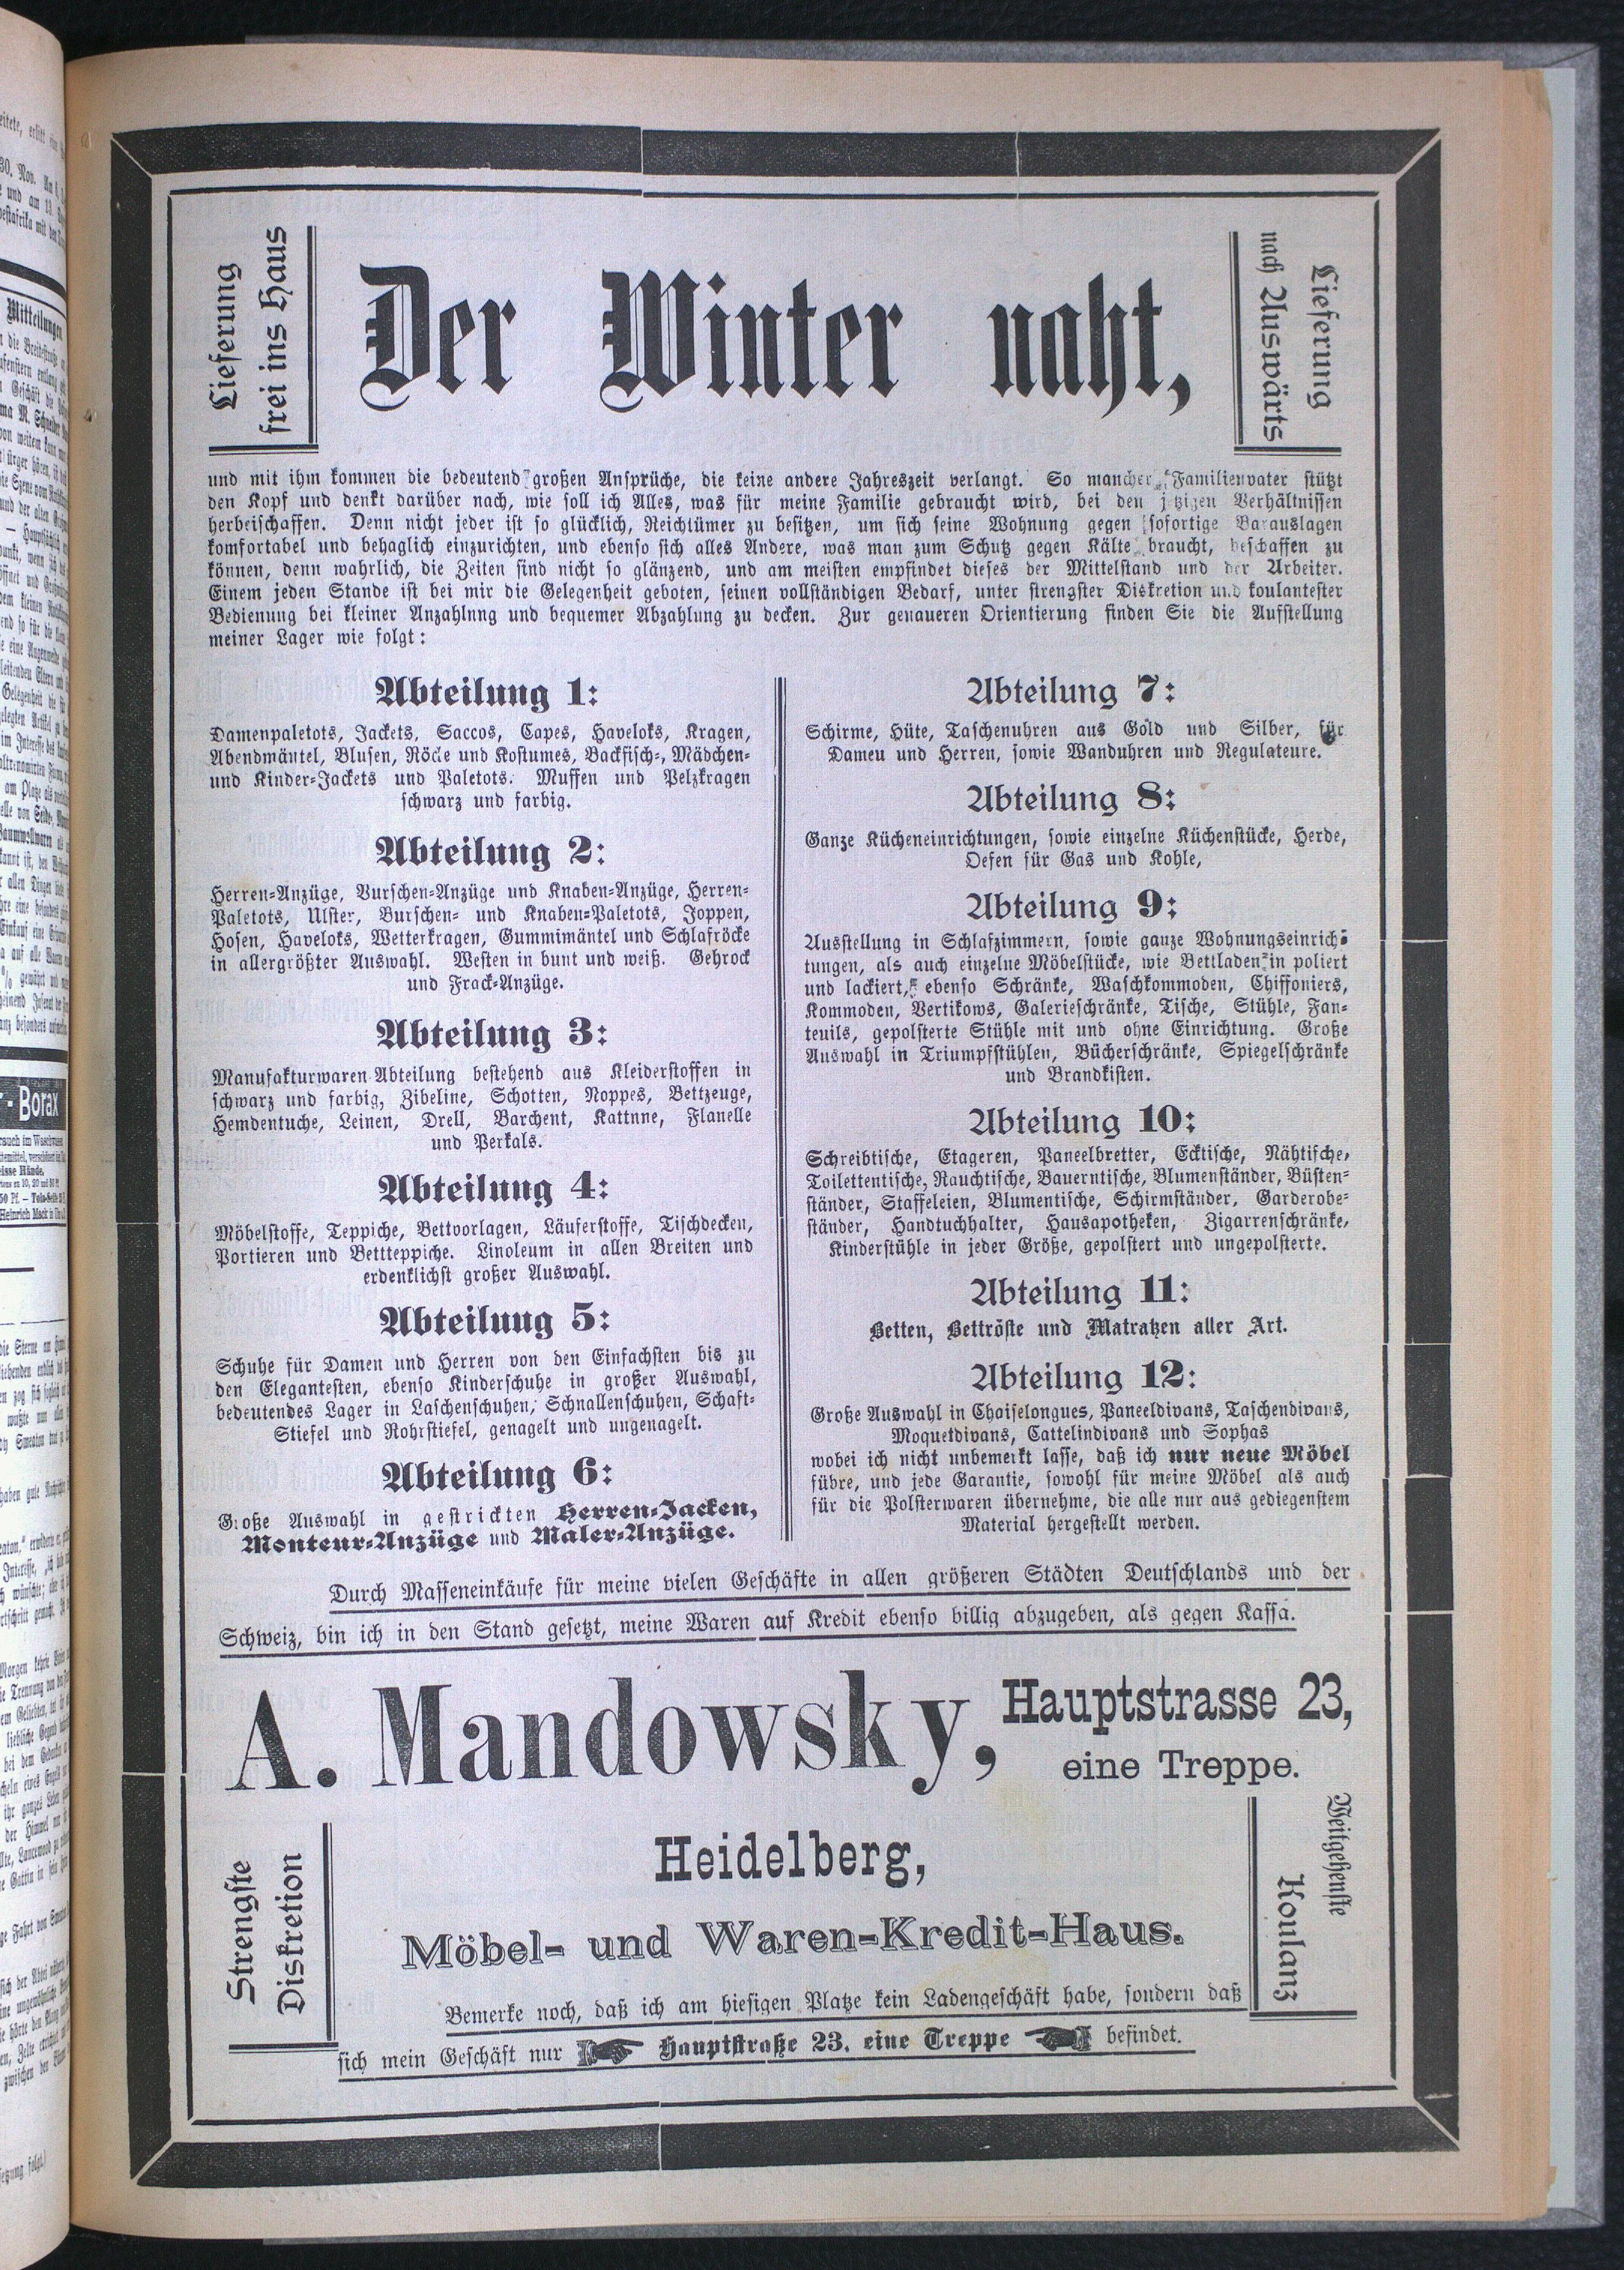 Lieferung
frei ins Haus
Der Winter naht,
Lieferung
nach Auswärts
und mit ihm kommen die bedeutend großen Ansprüche, die keine andere Jahreszeit verlangt. So mancher Familienvater stützt
den Kopf und denkt darüber nach, wie soll ich Alles, was für meine Familie gebraucht wird, bei den jetzigen Verhältnissen
herbeischaffen. Denn nicht jeder ist so glücklich, Reichtümer zu besitzen, um sich seine Wohnung gegen sofortige Barauslagen
komfortabel und behaglich einzurichten, und ebenso sich alles Andere, was man zum Schutz gegen Kälte braucht, beschaffen zu
können, denn wahrlich, die Zeiten sind nicht so glänzend, und am meisten empfindet dieses der Mittelstand und der Arbeiter.
Einem jeden Stande ist bei mir die Gelegenheit geboten, seinen vollständigen Bedarf, unter strengster Diskretion und koulantester
Bedienung bei kleiner Anzahlnng und bequemer Abzahlung zu decken. Zur genaueren Orientierung finden Sie die Aufstellung
meiner Lager wie folgt:
Abteilung 1:
Damenpaletots, Jackets, Saccos, Capes, Haveloks, Kragen,
Abendmäntel, Blusen, Röcke und Kostumes, Backfisch-, Mädchen-
und Kinder-Jackets und Paletots. Muffen und Pelzkragen
schwarz und farbig.
Abteilung 2:
Herren-Anzüge, Burschen-Anzüge und Knaben-Anzüge, Herren-
Paletots, Ulster, Burschen- und Knaben-Paletots, Joppen,
Hosen, Haveloks, Wetterkragen, Gummimäntel und Schlafröcke
in allergrößter Auswahl. Westen in bunt und weiß. Gehrock
und Frack-Anzüge.
Abteilung 3:
Manufakturwaren-Abteilung bestehend aus Kleiderstoffen in
schwarz und farbig, Zibeline, Schotten, Noppes, Bettzeuge,
Hemdentuche, Leinen, Drell, Barchent, Kattnne, Flanelle
und Perkals.
Abteilung 4:
Möbelstoffe, Teppiche, Bettvorlagen, Läuferstoffe, Tischdecken,
Portieren und Bettteppiche. Linoleum in allen Breiten und
erdenklichst großer Auswahl.
Abteilung 5:
Schuhe für Damen und Herren von den Einfachsten bis zu
den Elegantesten, ebenso Kinderschuhe in großer Auswahl,
bedeutendes Lager in Laschenschuhen, Schnallenschuhen, Schaft-
Stiefel und Rohrstiefel, genagelt und ungenagelt.
Abteilung 6:
Große Auswahl in gestrickten Herren-Jacken,
Monteur-Anzüge und Maler-Anzüge.
Abteilung 7:
Schirme, Hüte, Taschenuhren aus Gold und Silber, für
Dameu und Herren, sowie Wanduhren und Regulateure.
Abteilung 8:
Ganze Kücheneinrichtungen, sowie einzelne Küchenstücke, Herde,
Oefen für Gas und Kohle,
Abteilung 9:
Ausstellung in Schlafzimmern, sowie ganze Wohnungseinrich-
tungen, als auch einzelne Möbelstücke, wie Bettladen in poliert
und lackiert, ebenso Schränke, Waschkommoden, Chiffoniers,
Kommoden, Vertikows, Galerieschränke, Tische, Stühle, Fan-
teuils, gepolsterte Stühle mit und ohne Einrichtung. Große
Auswahl in Triumpfstühlen, Bücherschränke, Spiegelschränke
und Brandkisten.
Abteilung 10:
Schreibtische, Etageren, Paneelbretter, Ecktische, Nähtische,
Toilettentische, Rauchtische, Bauerntische, Blumenständer, Büsten-
ständer, Staffeleien, Blumentische, Schirmständer, Garderobe-
ständer, Handtuchhalter, Hausapotheken, Zigarrenschränke,
Kinderstühle in jeder Größe, gepolstert und ungepolsterte.
Abteilung 11:
Betten, Bettröste und Matratzen aller Art.
Abteilung 12:
Große Auswahl in Chaiselongues, Paneeldivans, Taschendivans,
Moquetdivans, Cattelindivans und Sophas
wobei ich nicht unbemerkt lasse, daß ich nur neue Möbel
fübre, und jede Garantie, sowohl für meine Möbel als auch
für die Polsterwaren übernehme, die alle nur aus gediegenstem
Material hergestellt werden.
Durch Masseneinkäufe für meine vielen Geschäfte in allen größeren Städten Deutschlands und der
Schweiz, bin ich in den Stand gesetzt, meine Waren auf Kredit ebenso billig abzugeben, als gegen Kassa.
A. Mandowsky,
Hauptstrasse 23,
eine Treppe.
Heidelberg,
Möbel- und Waren-Kredit-Haus.
Strengste
Diskretion
Weitgehenste
Konlanz
Bemerke noch, daß ich am hiesigen Platze kein Ladengeschäft habe, sondern daß
sich mein Geschäft nur Hauptstraße 23, eine Treppe befindet.
Mitteilungen
- Borax